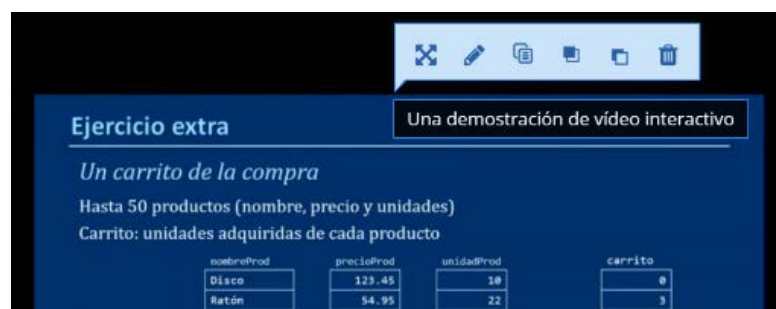 Una demostración de vídeo interactivo
Ejercicio extra
Un carrito de la compra
Hasta 50 productos (nombre, precio y unidades)
Carrito: unidades adquiridas de cada producto
nombreProd precioProd unidadProd carrito
Disco 123.45 10 0
Ratón 54.95 22 3